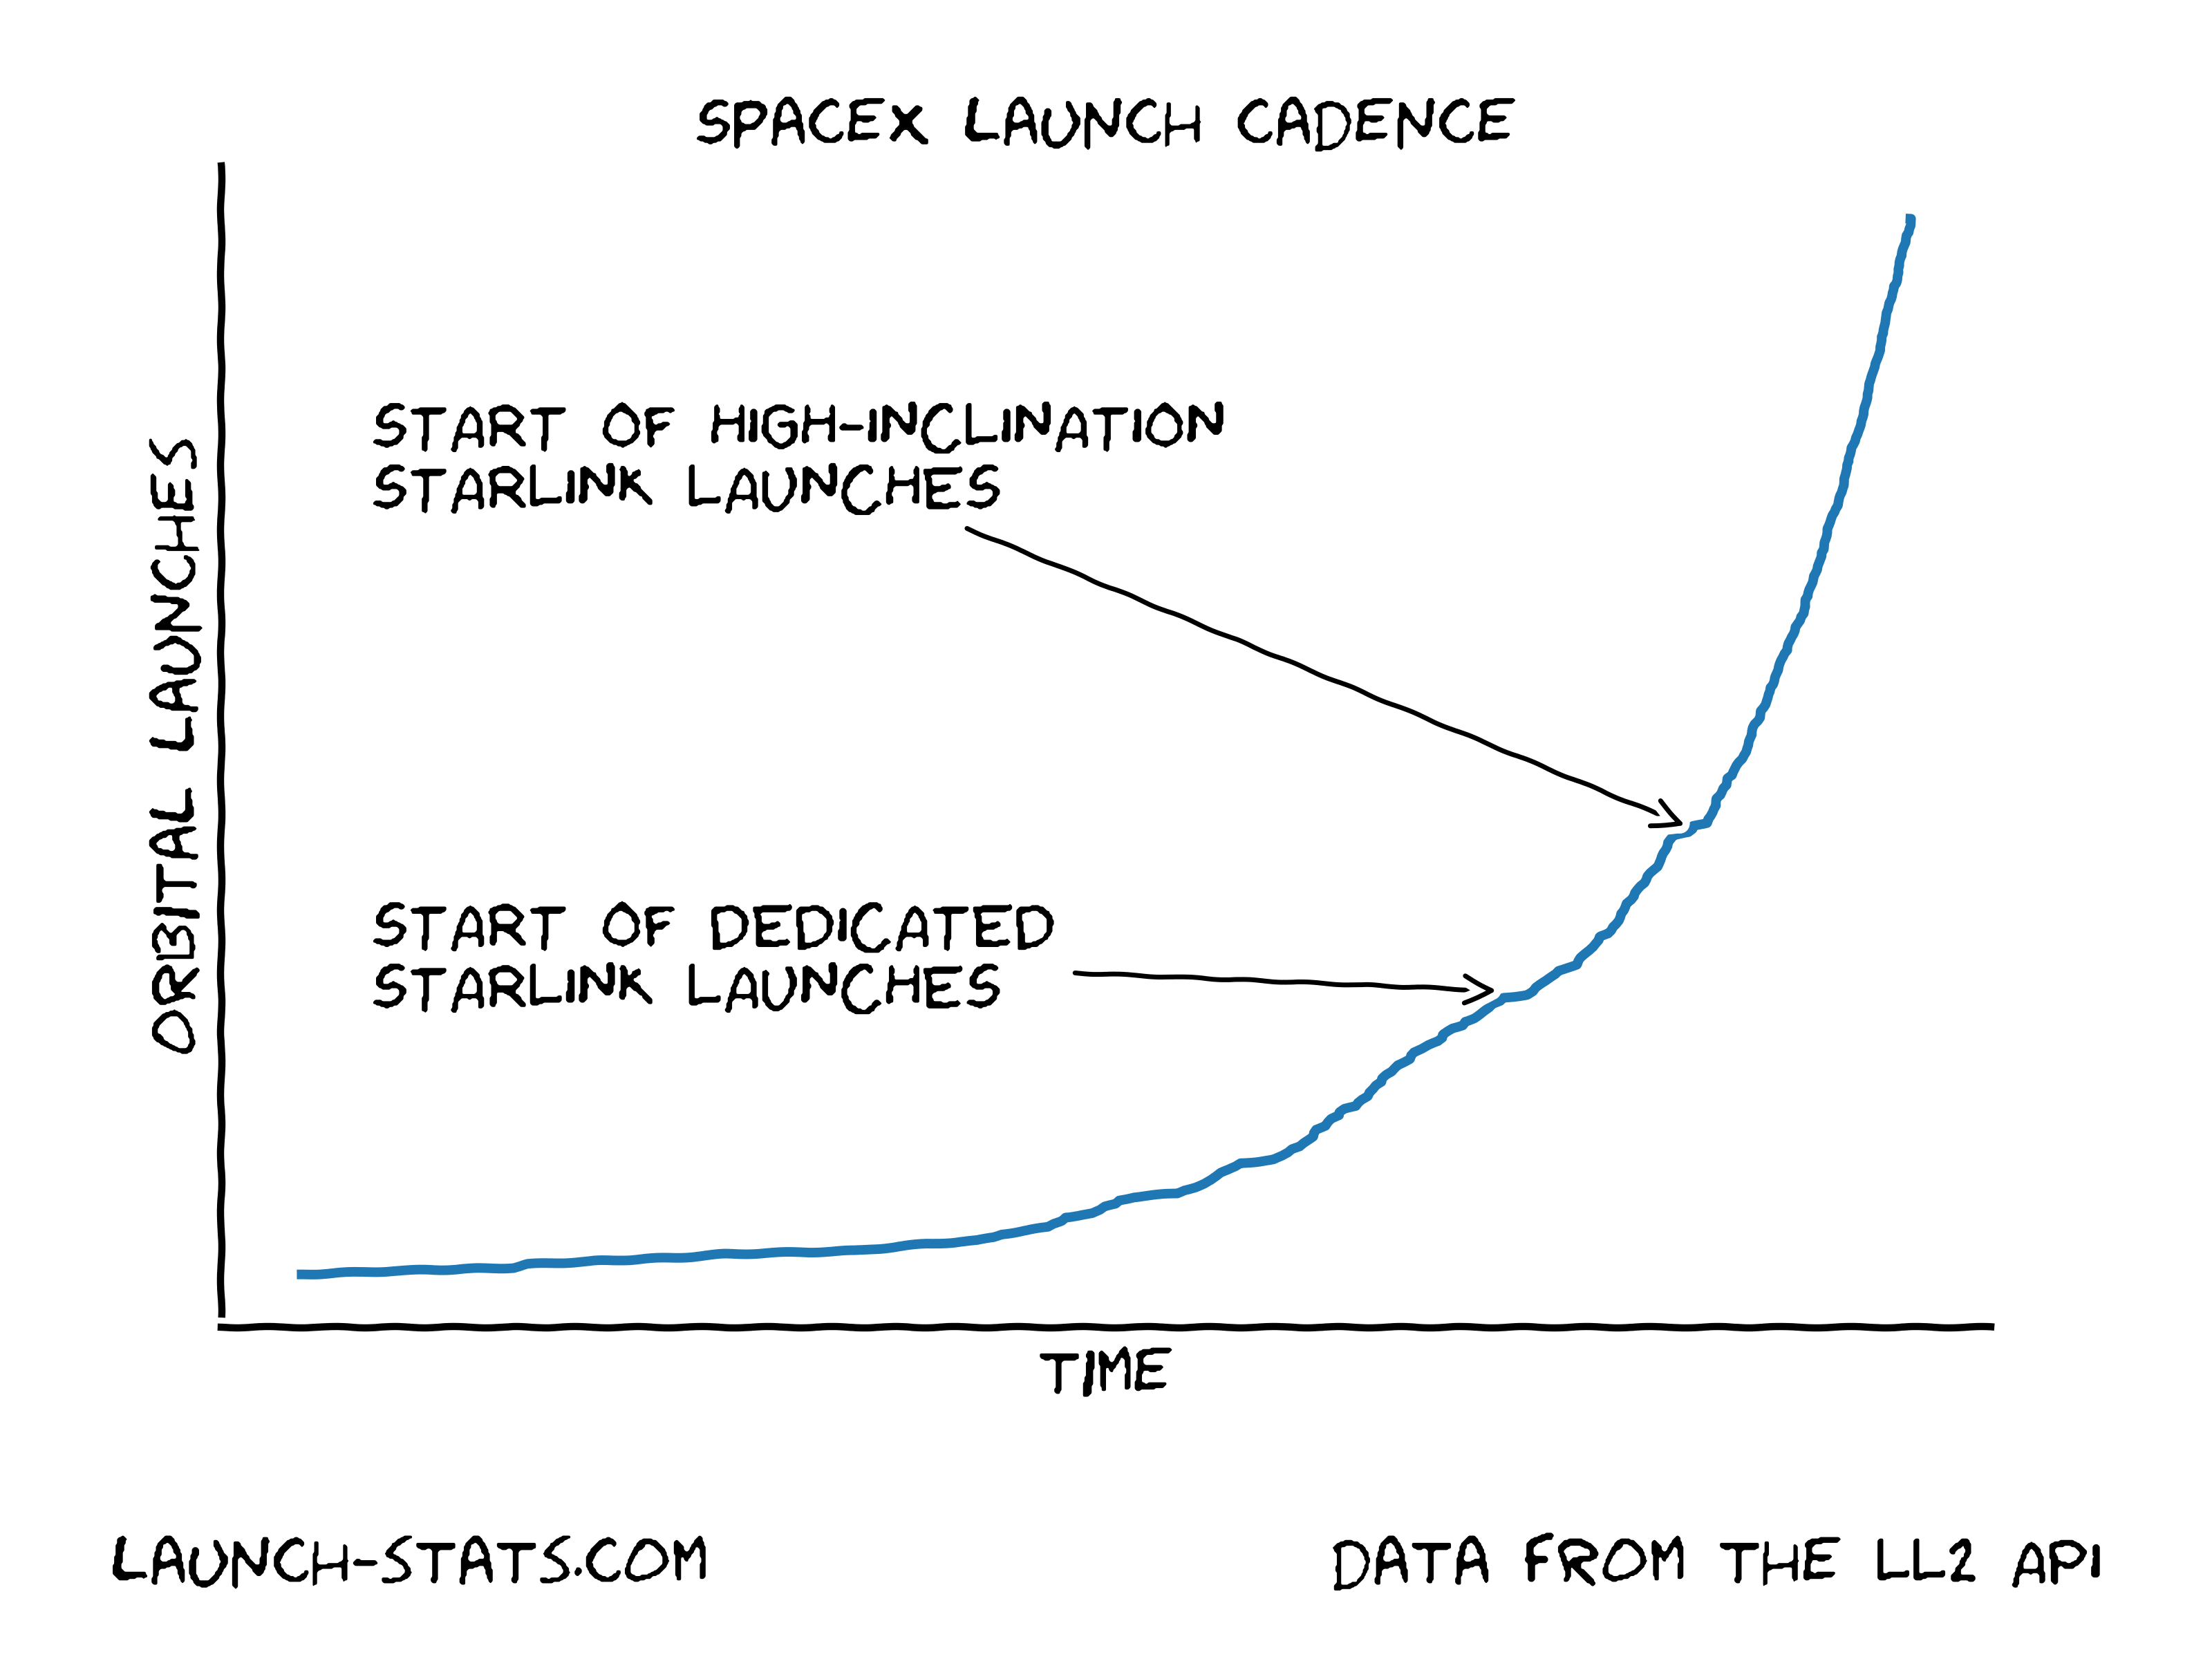 SPACEX LAUNCH CADENCE
ORBITAL LAUNCHES
START OF HIGH-INCLINATION
STARLINK LAUNCHES
START OF DEDICATED
STARLINK LAUNCHES
TIME
LAUNCH-STATS.COM
DATA FROM THE LL2 API